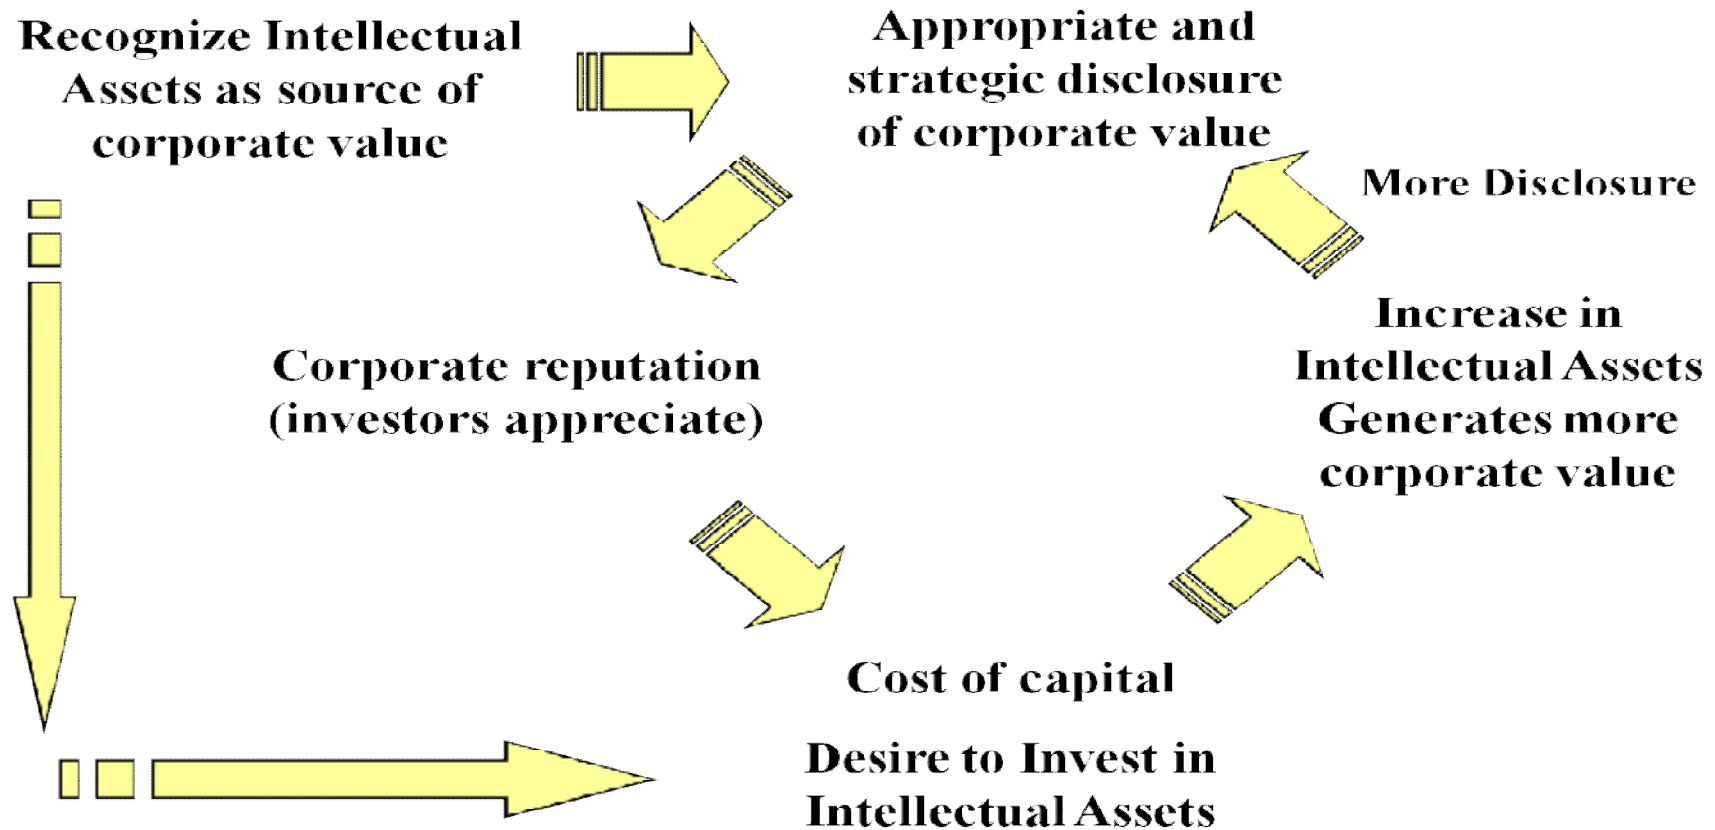 Recognize Intellectual
Assets as source of
corporate value
Appropriate and
strategic disclosure
of corporate value
More Disclosure
Corporate reputation
(investors appreciate)
Increase in
Intellectual Assets
Generates more
corporate value
Cost of capital
Desire to Invest in
Intellectual Assets